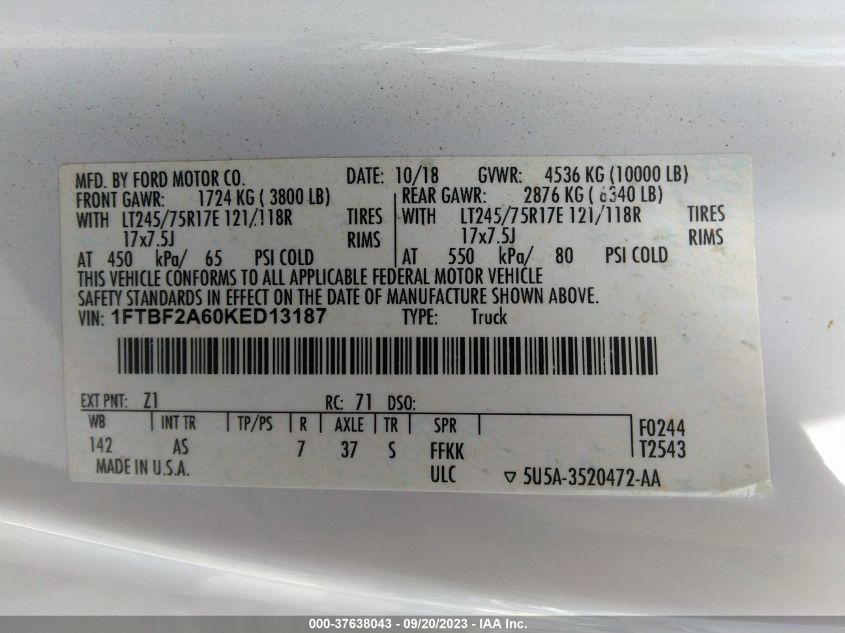 MFD. BY FORD MOTOR CO. DATE: 10/18 GVWR: 4536 KG (10000 LB)
FRONT GAWR: 1724 KG ( 3800 LB) REAR GAWR: 2876 KG ( 6340 LB)
WITH LT245/75R17E 121/118R TIRES WITH LT245/75R17E 121/118R TIRES
17x7.5J RIMS 17x7.5J RIMS
AT 450 kPa/ 65 PSI COLD AT 550 kPa/ 80 PSI COLD
THIS VEHICLE CONFORMS TO ALL APPLICABLE FEDERAL MOTOR VEHICLE
SAFETY STANDARDS IN EFFECT ON THE DATE OF MANUFACTURE SHOWN ABOVE.
VIN: 1FTBF2A60KED13187 TYPE: Truck
EXT PNT: Z1 RC: 71 DSO:
WB INT TR TP/PS R AXLE TR SPR F0244
142 AS 7 37 S FFKK T2543
MADE IN U.S.A. ULC ▽ 5U5A-3520472-AA
000-37638043 - 09/20/2023 - IAA Inc.